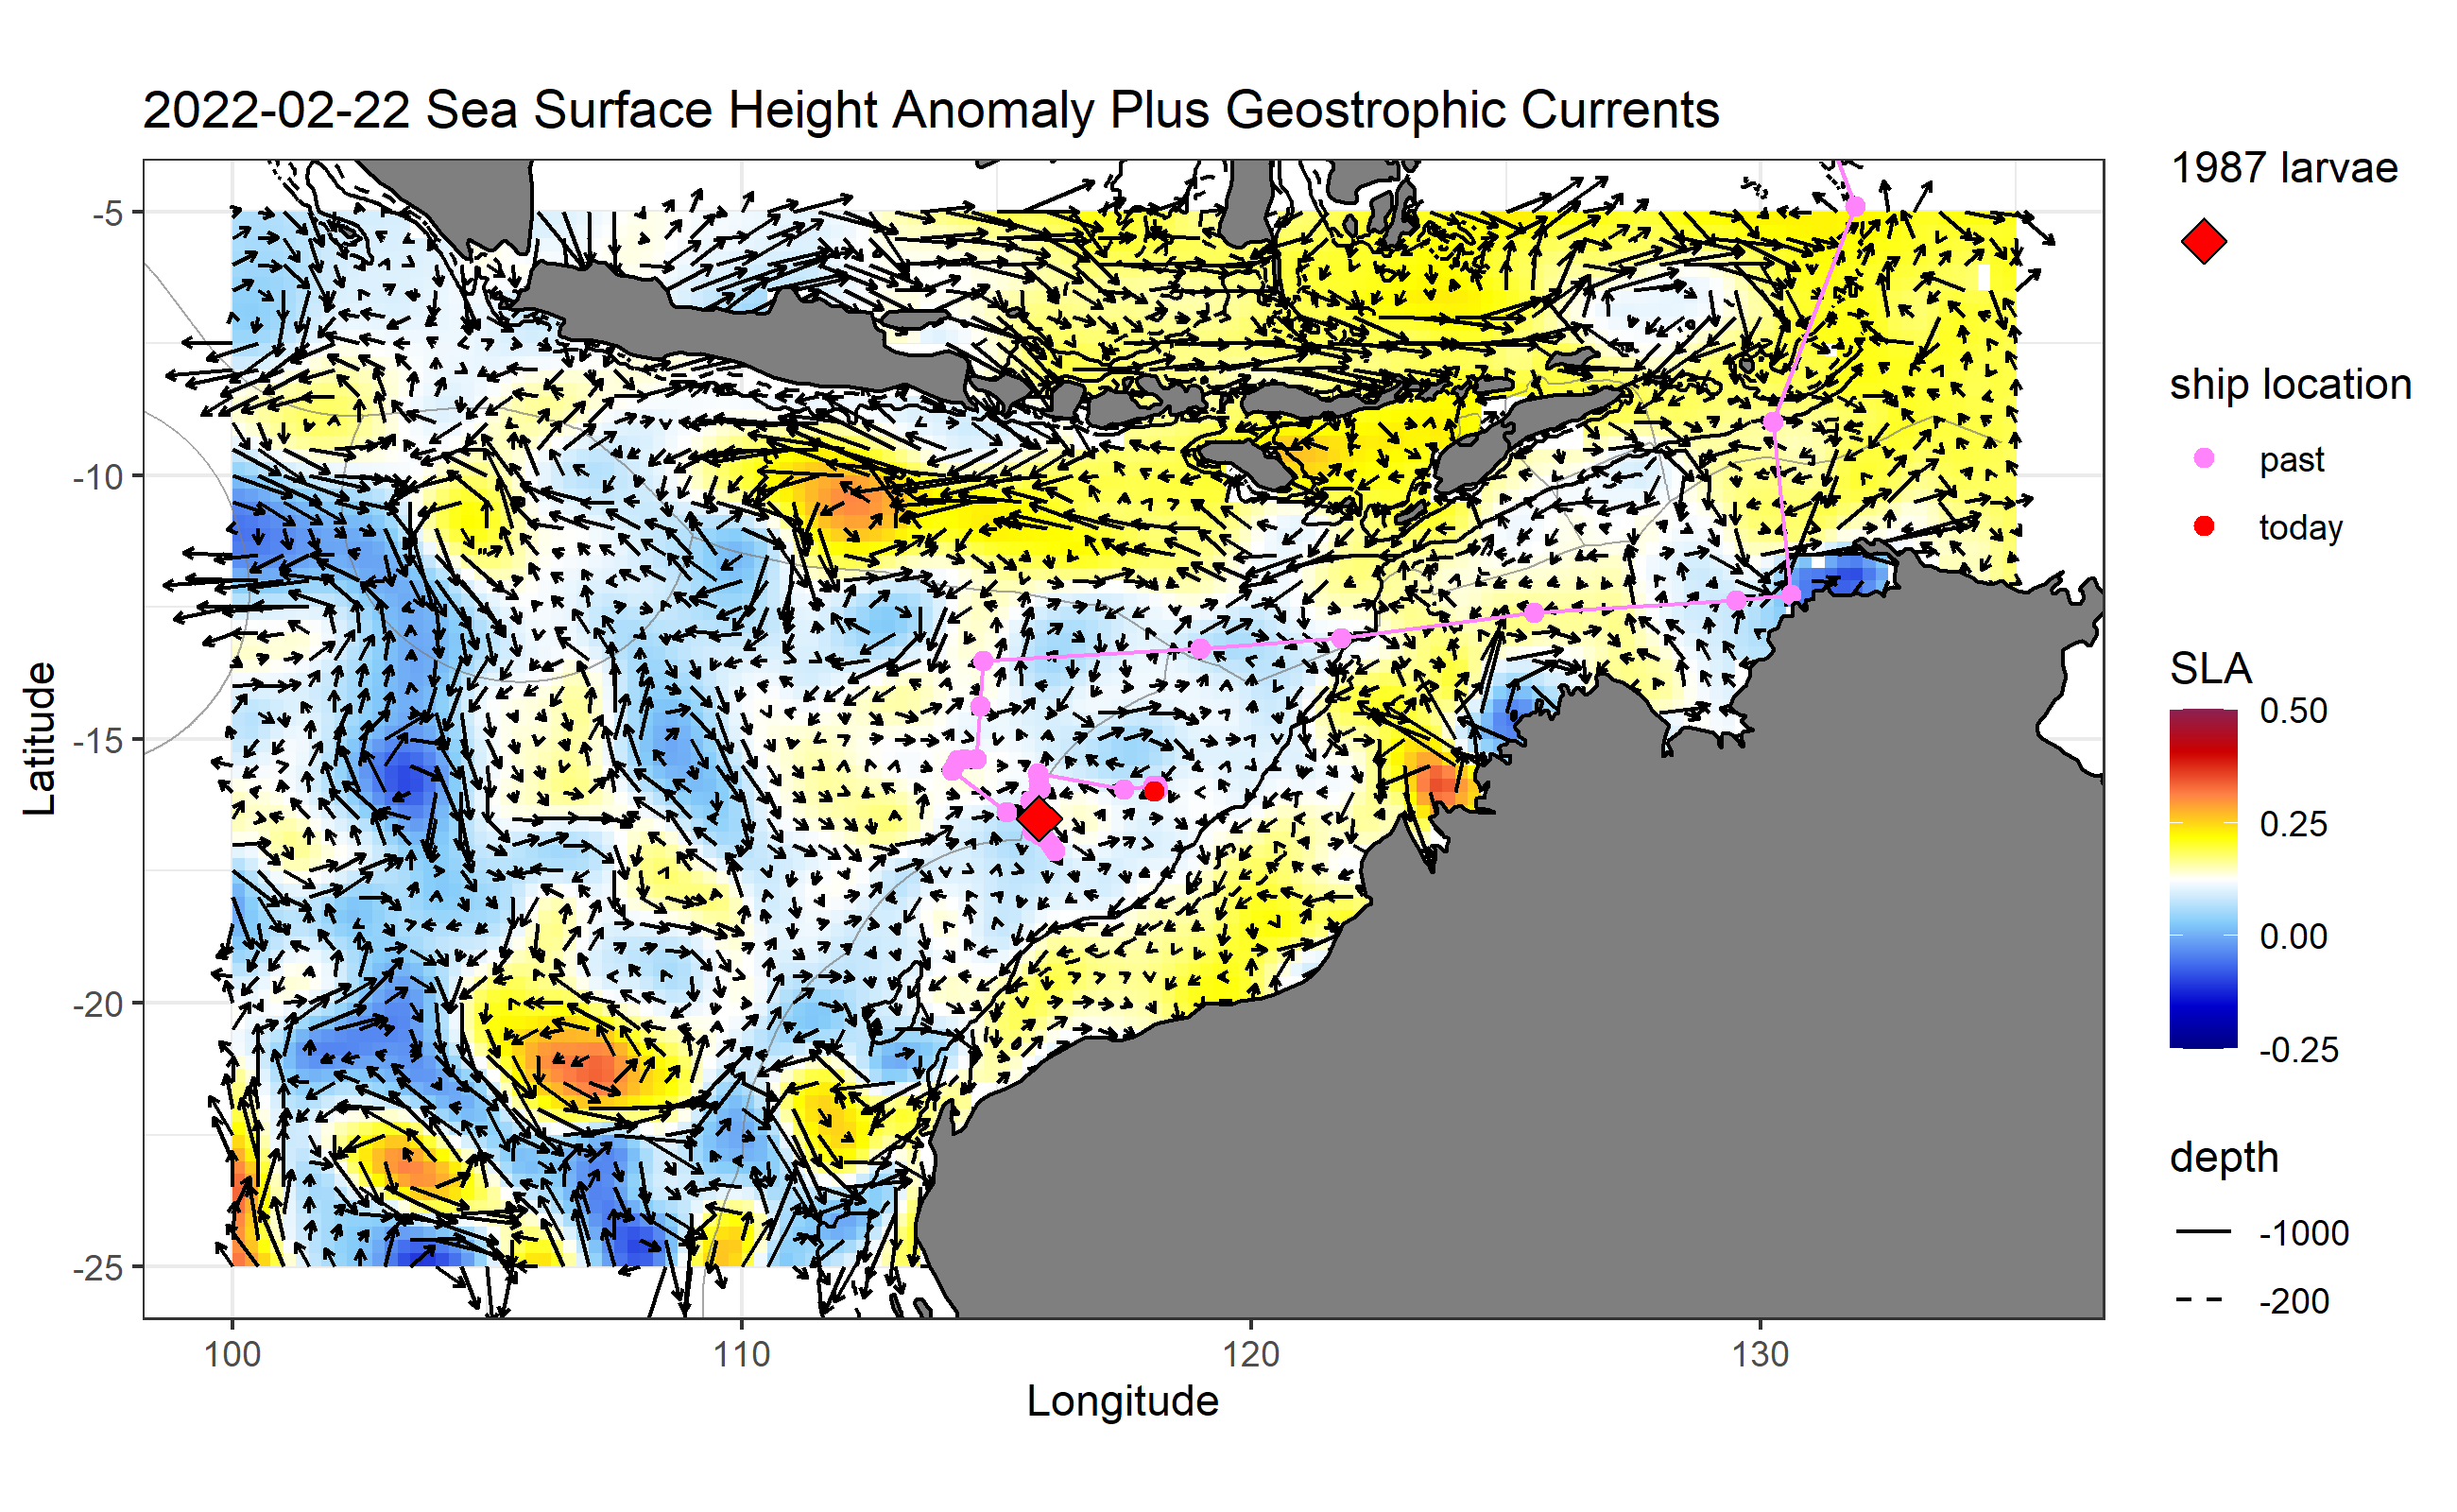 2022-02-22 Sea Surface Height Anomaly Plus Geostrophic Currents
Latitude
-5
-10
-15
-20
-25
100
110
120
130
Longitude
1987 larvae
ship location
past
today
SLA
0.50
0.25
0.00
-0.25
depth
-1000
-200